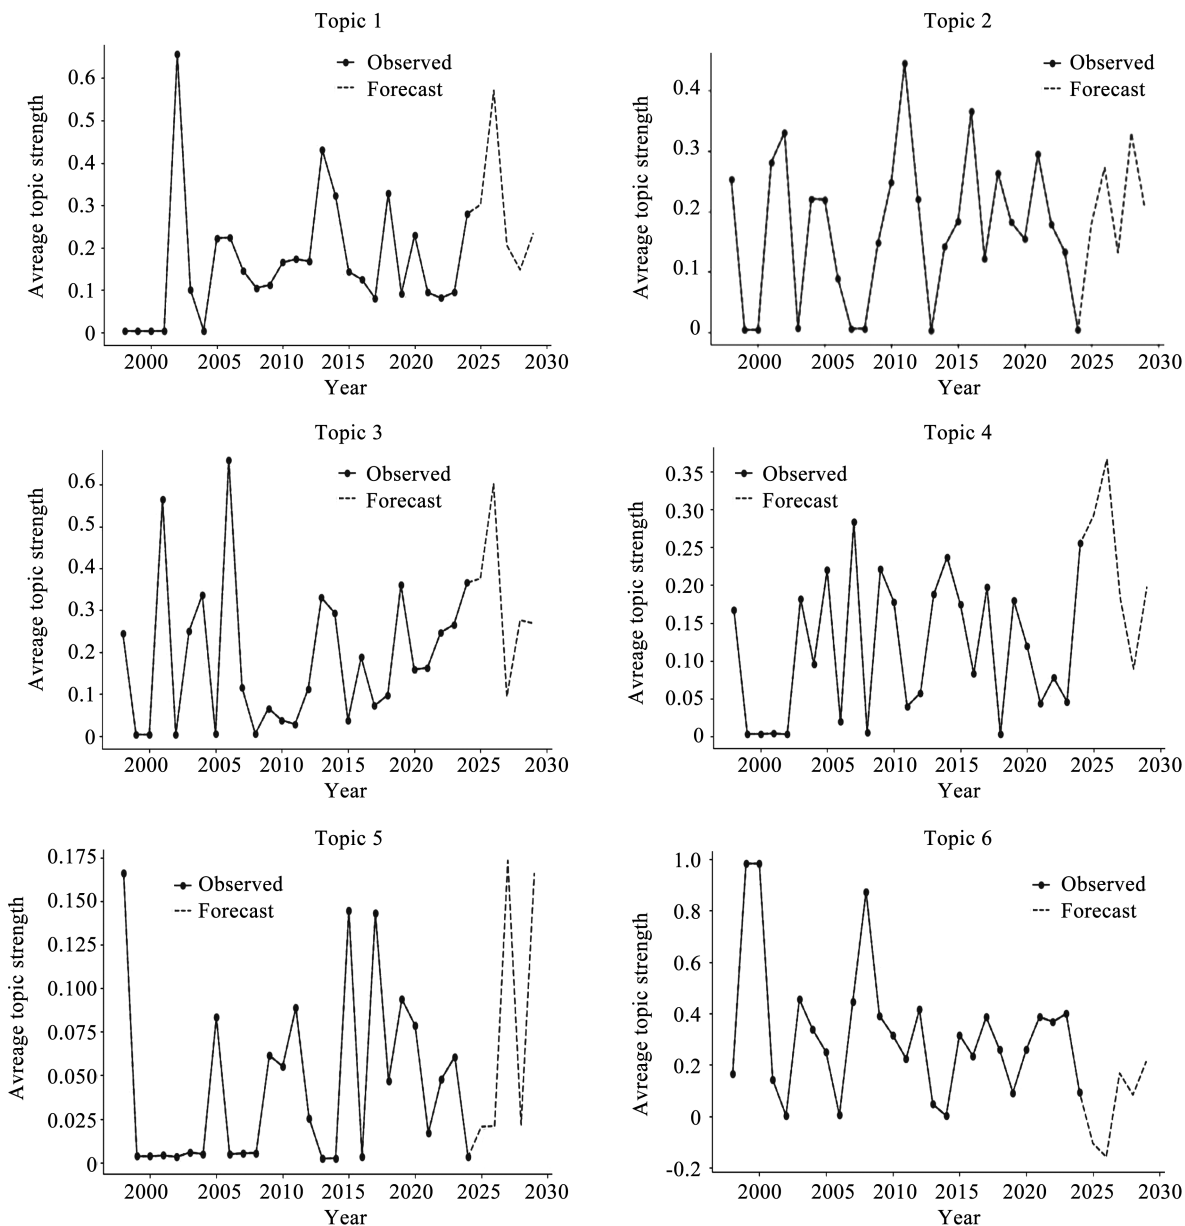 Topic 1
Avreage topic strength
Observed
Forecast
0.6
0.5
0.4
0.3
0.2
0.1
0
2000 2005 2010 2015 2020 2025 2030
Year
Topic 2
Avreage topic strength
Observed
Forecast
0.4
0.3
0.2
0.1
0
2000 2005 2010 2015 2020 2025 2030
Year
Topic 3
Avreage topic strength
Observed
Forecast
0.6
0.5
0.4
0.3
0.2
0.1
0
2000 2005 2010 2015 2020 2025 2030
Year
Topic 4
Avreage topic strength
Observed
Forecast
0.35
0.30
0.25
0.20
0.15
0.10
0.05
0
2000 2005 2010 2015 2020 2025 2030
Year
Topic 5
Avreage topic strength
Observed
Forecast
0.175
0.150
0.125
0.100
0.075
0.050
0.025
0
2000 2005 2010 2015 2020 2025 2030
Year
Topic 6
Avreage topic strength
Observed
Forecast
1.0
0.8
0.6
0.4
0.2
0
-0.2
2000 2005 2010 2015 2020 2025 2030
Year